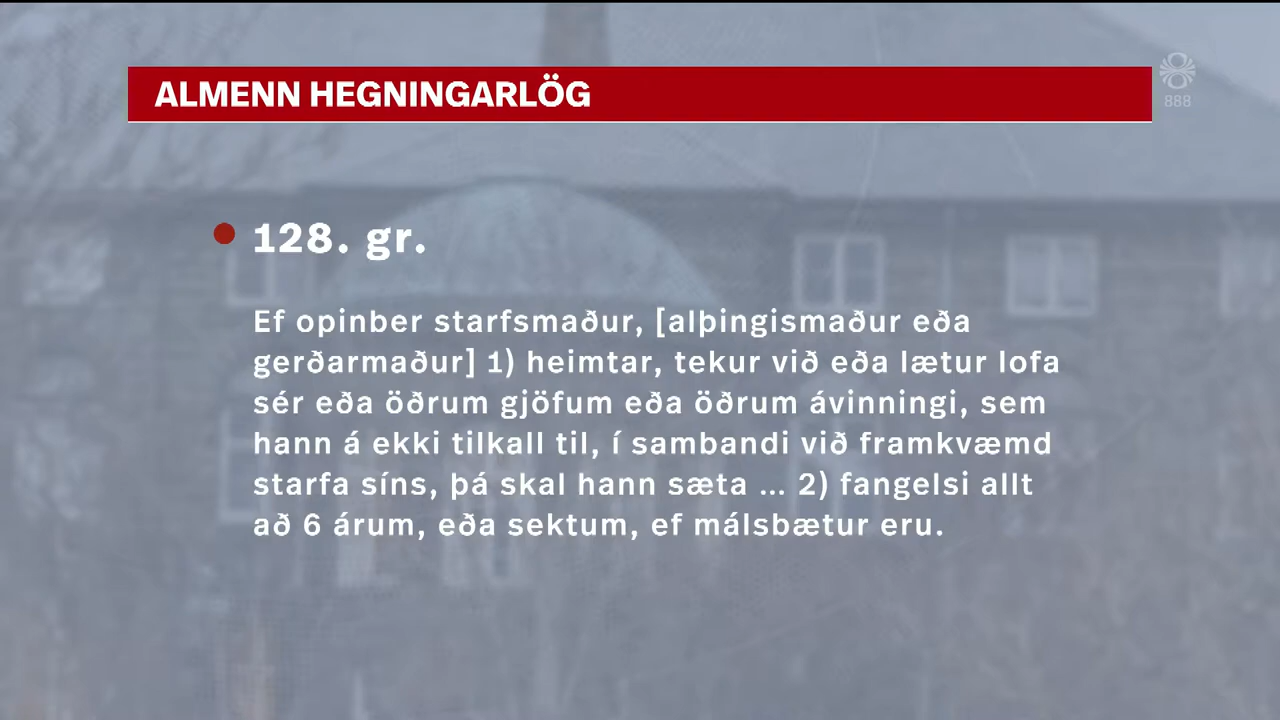 ALMENN HEGNINGARLÖG
888
128. gr.
Ef opinber starfsmaður, [alþingismaður eða
gerðarmaður] 1) heimtar, tekur við eða lætur lofa
sér eða öðrum gjöfum eða öðrum ávinningi, sem
hann á ekki tilkall til, í sambandi við framkvæmd
starfa síns, þá skal hann sæta ... 2) fangelsi allt
að 6 árum, eða sektum, ef málsbætur eru.